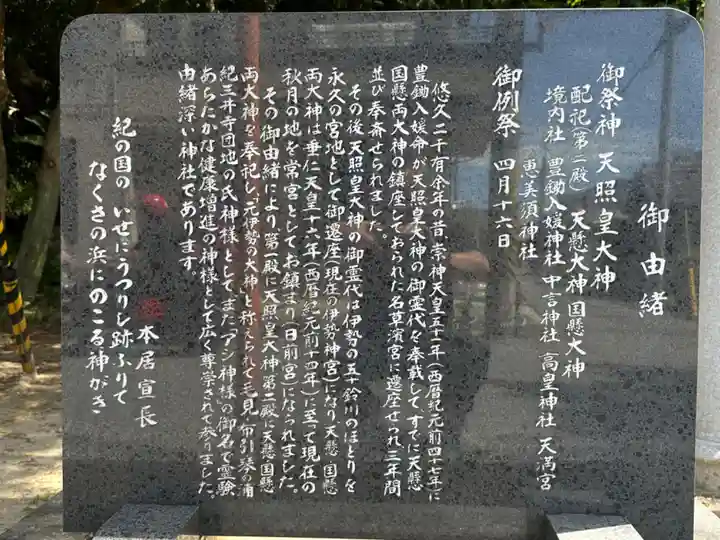 御由緒
御祭神 天照皇大神
配祀(第二殿) 天懸大神 国懸大神
境内社 豊鋤入媛神社 中言神社 高皇神社 天満宮
恵美須神社
御例祭 四月十六日
悠久二千有余年の昔、崇神天皇五十一年(西暦紀元前四十七年)に
豊鋤入媛命が天照皇大神の御霊代を奉戴して、すでに天懸
国懸両大神の鎮座しておられた名草濱宮に遷座せられ、三年間
並び奉斎せられました。
その後天照皇大神の御霊代は伊勢の五十鈴川のほとりを
永久の宮地として御遷座(現在の伊勢神宮)になり天懸、国懸
両大神は垂仁天皇十六年(西暦紀元前十四年)に至って現在の
秋月の地を常宮としてお鎮まり(日前宮)になられました。
その御由緒により第一殿に天照皇大神、第二殿に天懸、国懸
両大神を奉祀し、「元伊勢の大神」と称えられて毛見、布引、琴の浦
紀三井寺団地の氏神様として、また「アシ神様」の御名で霊験
あらたかな健康増進の神様として広く尊崇されて参りました。
由緒深い神社であります。
本居宣長
紀の国の いせにうつりし跡ふりて
なくさの浜にのこる神がき